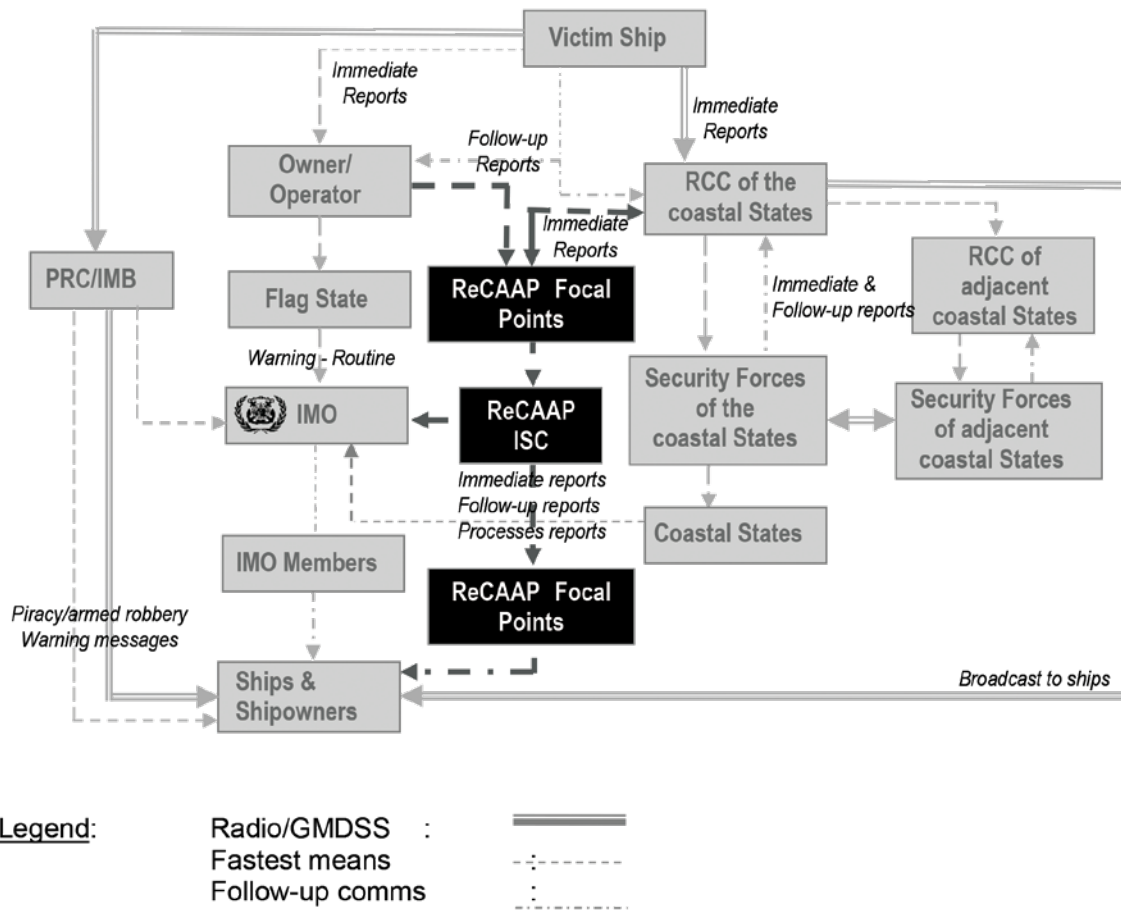 Victim Ship
Immediate
Reports
Immediate
Reports
Follow-up
Reports
Owner/
Operator
RCC of the
coastal States
Immediate
Reports
PRC/IMB
ReCAAP Focal
Points
Flag State
Immediate &
Follow-up reports
RCC of
adjacent
coastal States
Warning - Routine
IMO
ReCAAP
ISC
Security Forces
of the
coastal States
Security Forces
of adjacent
coastal States
Immediate reports
Follow-up reports
Processes reports
Coastal States
IMO Members
ReCAAP Focal
Points
Piracy/armed robbery
Warning messages
Ships &
Shipowners
Broadcast to ships
Legend:
Radio/GMDSS :
Fastest means :
Follow-up comms :